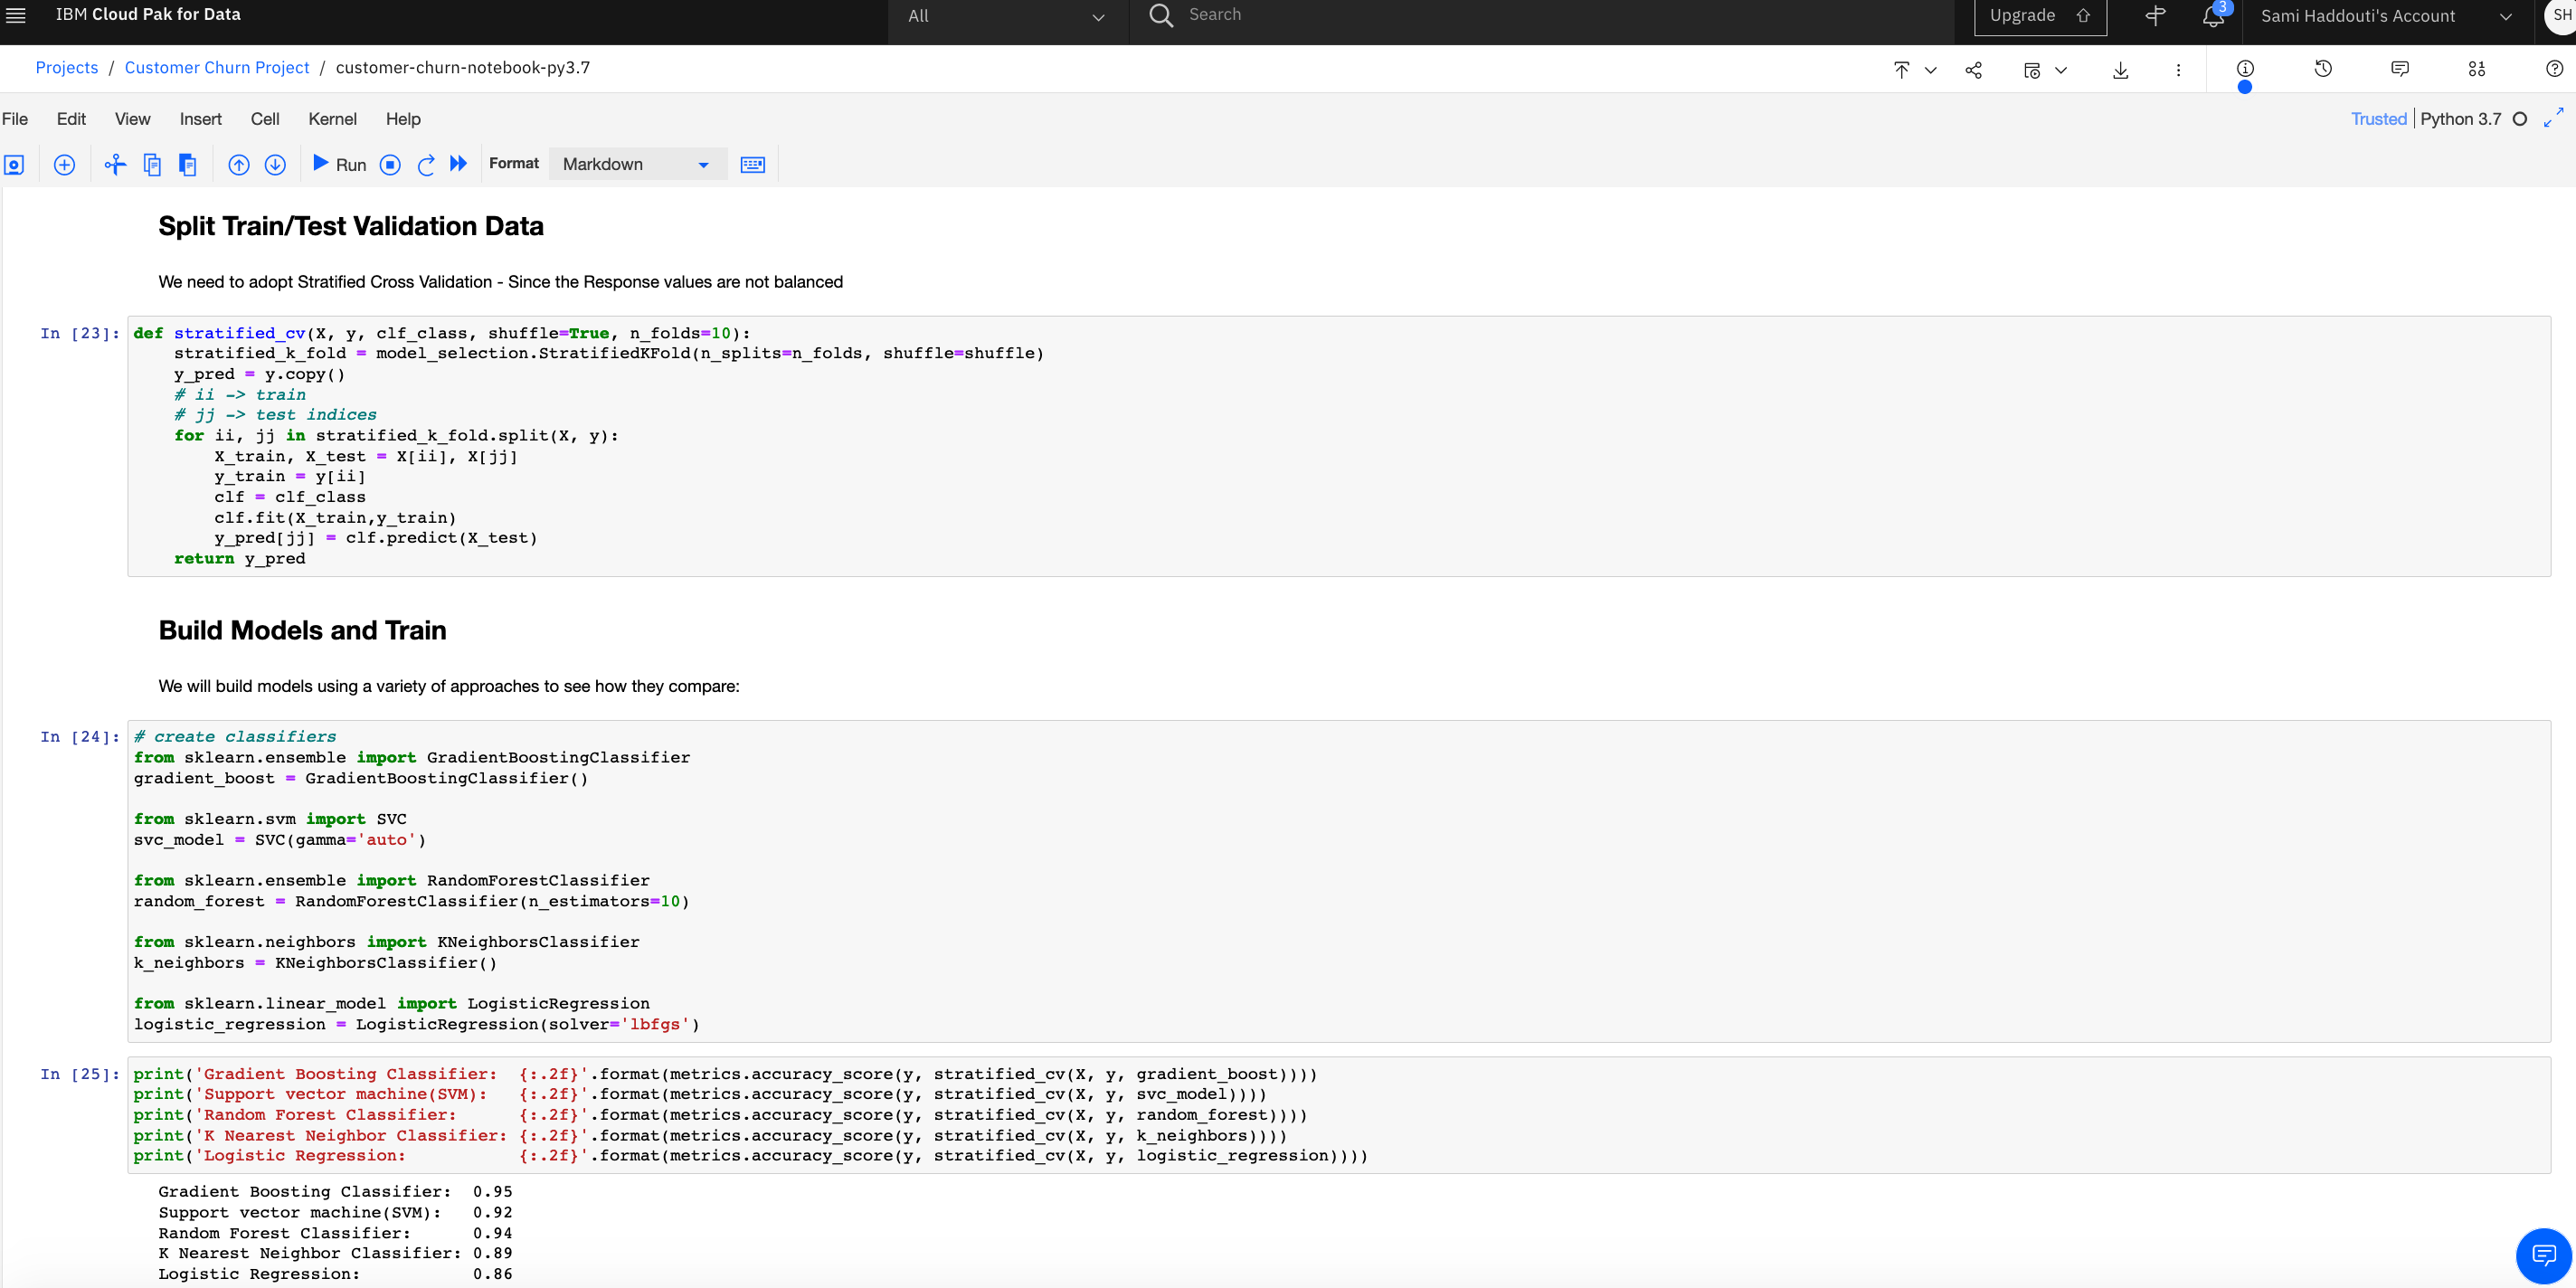 IBM Cloud Pak for Data
All
Search
Upgrade
3
Sami Haddouti's Account
SH
Projects / Customer Churn Project / customer-churn-notebook-py3.7
File Edit View Insert Cell Kernel Help
Trusted Python 3.7
Run
Format
Markdown
Split Train/Test Validation Data
We need to adopt Stratified Cross Validation - Since the Response values are not balanced
In [23]:
def stratified_cv(X, y, clf_class, shuffle=True, n_folds=10):
    stratified_k_fold = model_selection.StratifiedKFold(n_splits=n_folds, shuffle=shuffle)
    y_pred = y.copy()
    # ii -> train
    # jj -> test indices
    for ii, jj in stratified_k_fold.split(X, y):
        X_train, X_test = X[ii], X[jj]
        y_train = y[ii]
        clf = clf_class
        clf.fit(X_train,y_train)
        y_pred[jj] = clf.predict(X_test)
    return y_pred
Build Models and Train
We will build models using a variety of approaches to see how they compare:
In [24]:
# create classifiers
from sklearn.ensemble import GradientBoostingClassifier
gradient_boost = GradientBoostingClassifier()
from sklearn.svm import SVC
svc_model = SVC(gamma='auto')
from sklearn.ensemble import RandomForestClassifier
random_forest = RandomForestClassifier(n_estimators=10)
from sklearn.neighbors import KNeighborsClassifier
k_neighbors = KNeighborsClassifier()
from sklearn.linear_model import LogisticRegression
logistic_regression = LogisticRegression(solver='lbfgs')
In [25]:
print('Gradient Boosting Classifier:  {:.2f}'.format(metrics.accuracy_score(y, stratified_cv(X, y, gradient_boost))))
print('Support vector machine(SVM):   {:.2f}'.format(metrics.accuracy_score(y, stratified_cv(X, y, svc_model))))
print('Random Forest Classifier:      {:.2f}'.format(metrics.accuracy_score(y, stratified_cv(X, y, random_forest))))
print('K Nearest Neighbor Classifier: {:.2f}'.format(metrics.accuracy_score(y, stratified_cv(X, y, k_neighbors))))
print('Logistic Regression:           {:.2f}'.format(metrics.accuracy_score(y, stratified_cv(X, y, logistic_regression))))
Gradient Boosting Classifier:  0.95
Support vector machine(SVM):   0.92
Random Forest Classifier:      0.94
K Nearest Neighbor Classifier: 0.89
Logistic Regression:           0.86